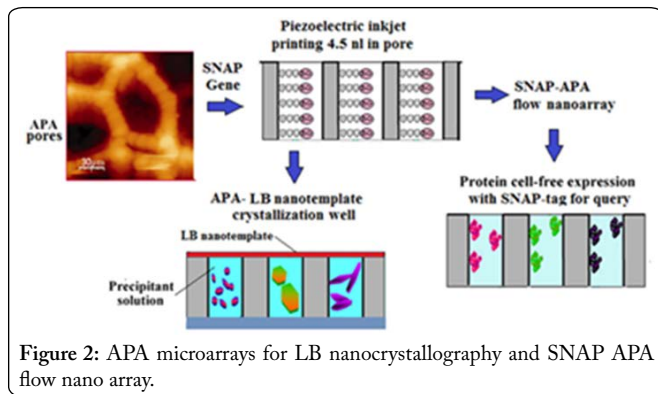 Piezoelectric inkjet
printing 4.5 nl in pore
SNAP
Gene
APA
pores
SNAP-APA
flow nanoarray
APA- LB nanotemplate
crystallization well
LB nanotemplate
Precipitant
solution
Protein cell-free expression
with SNAP-tag for query
Figure 2: APA microarrays for LB nanocrystallography and SNAP APA
flow nano array.